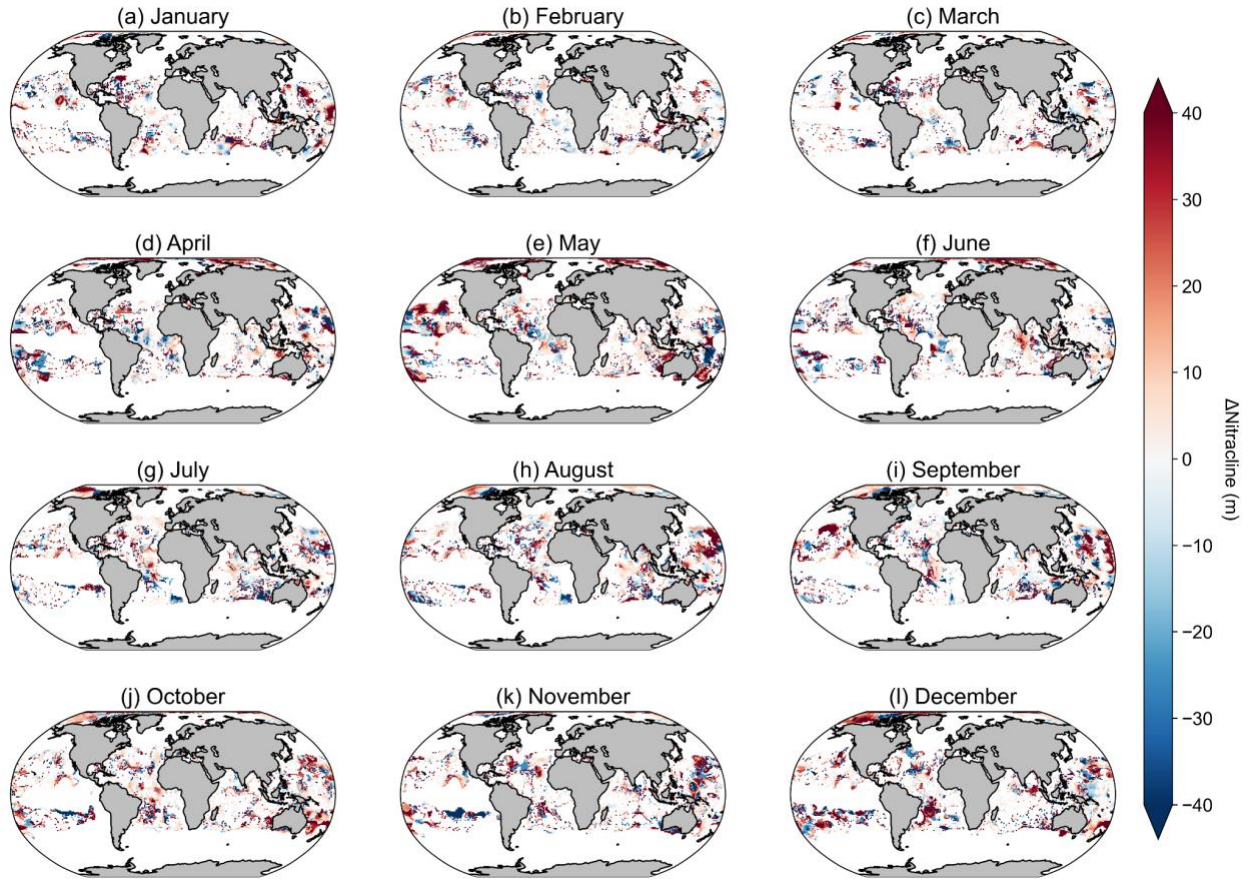 (a) January
(b) February
(c) March
(d) April
(e) May
(f) June
(g) July
(h) August
(i) September
(j) October
(k) November
(l) December
40
30
20
10
0
−10
−20
−30
−40
ΔNitracline (m)